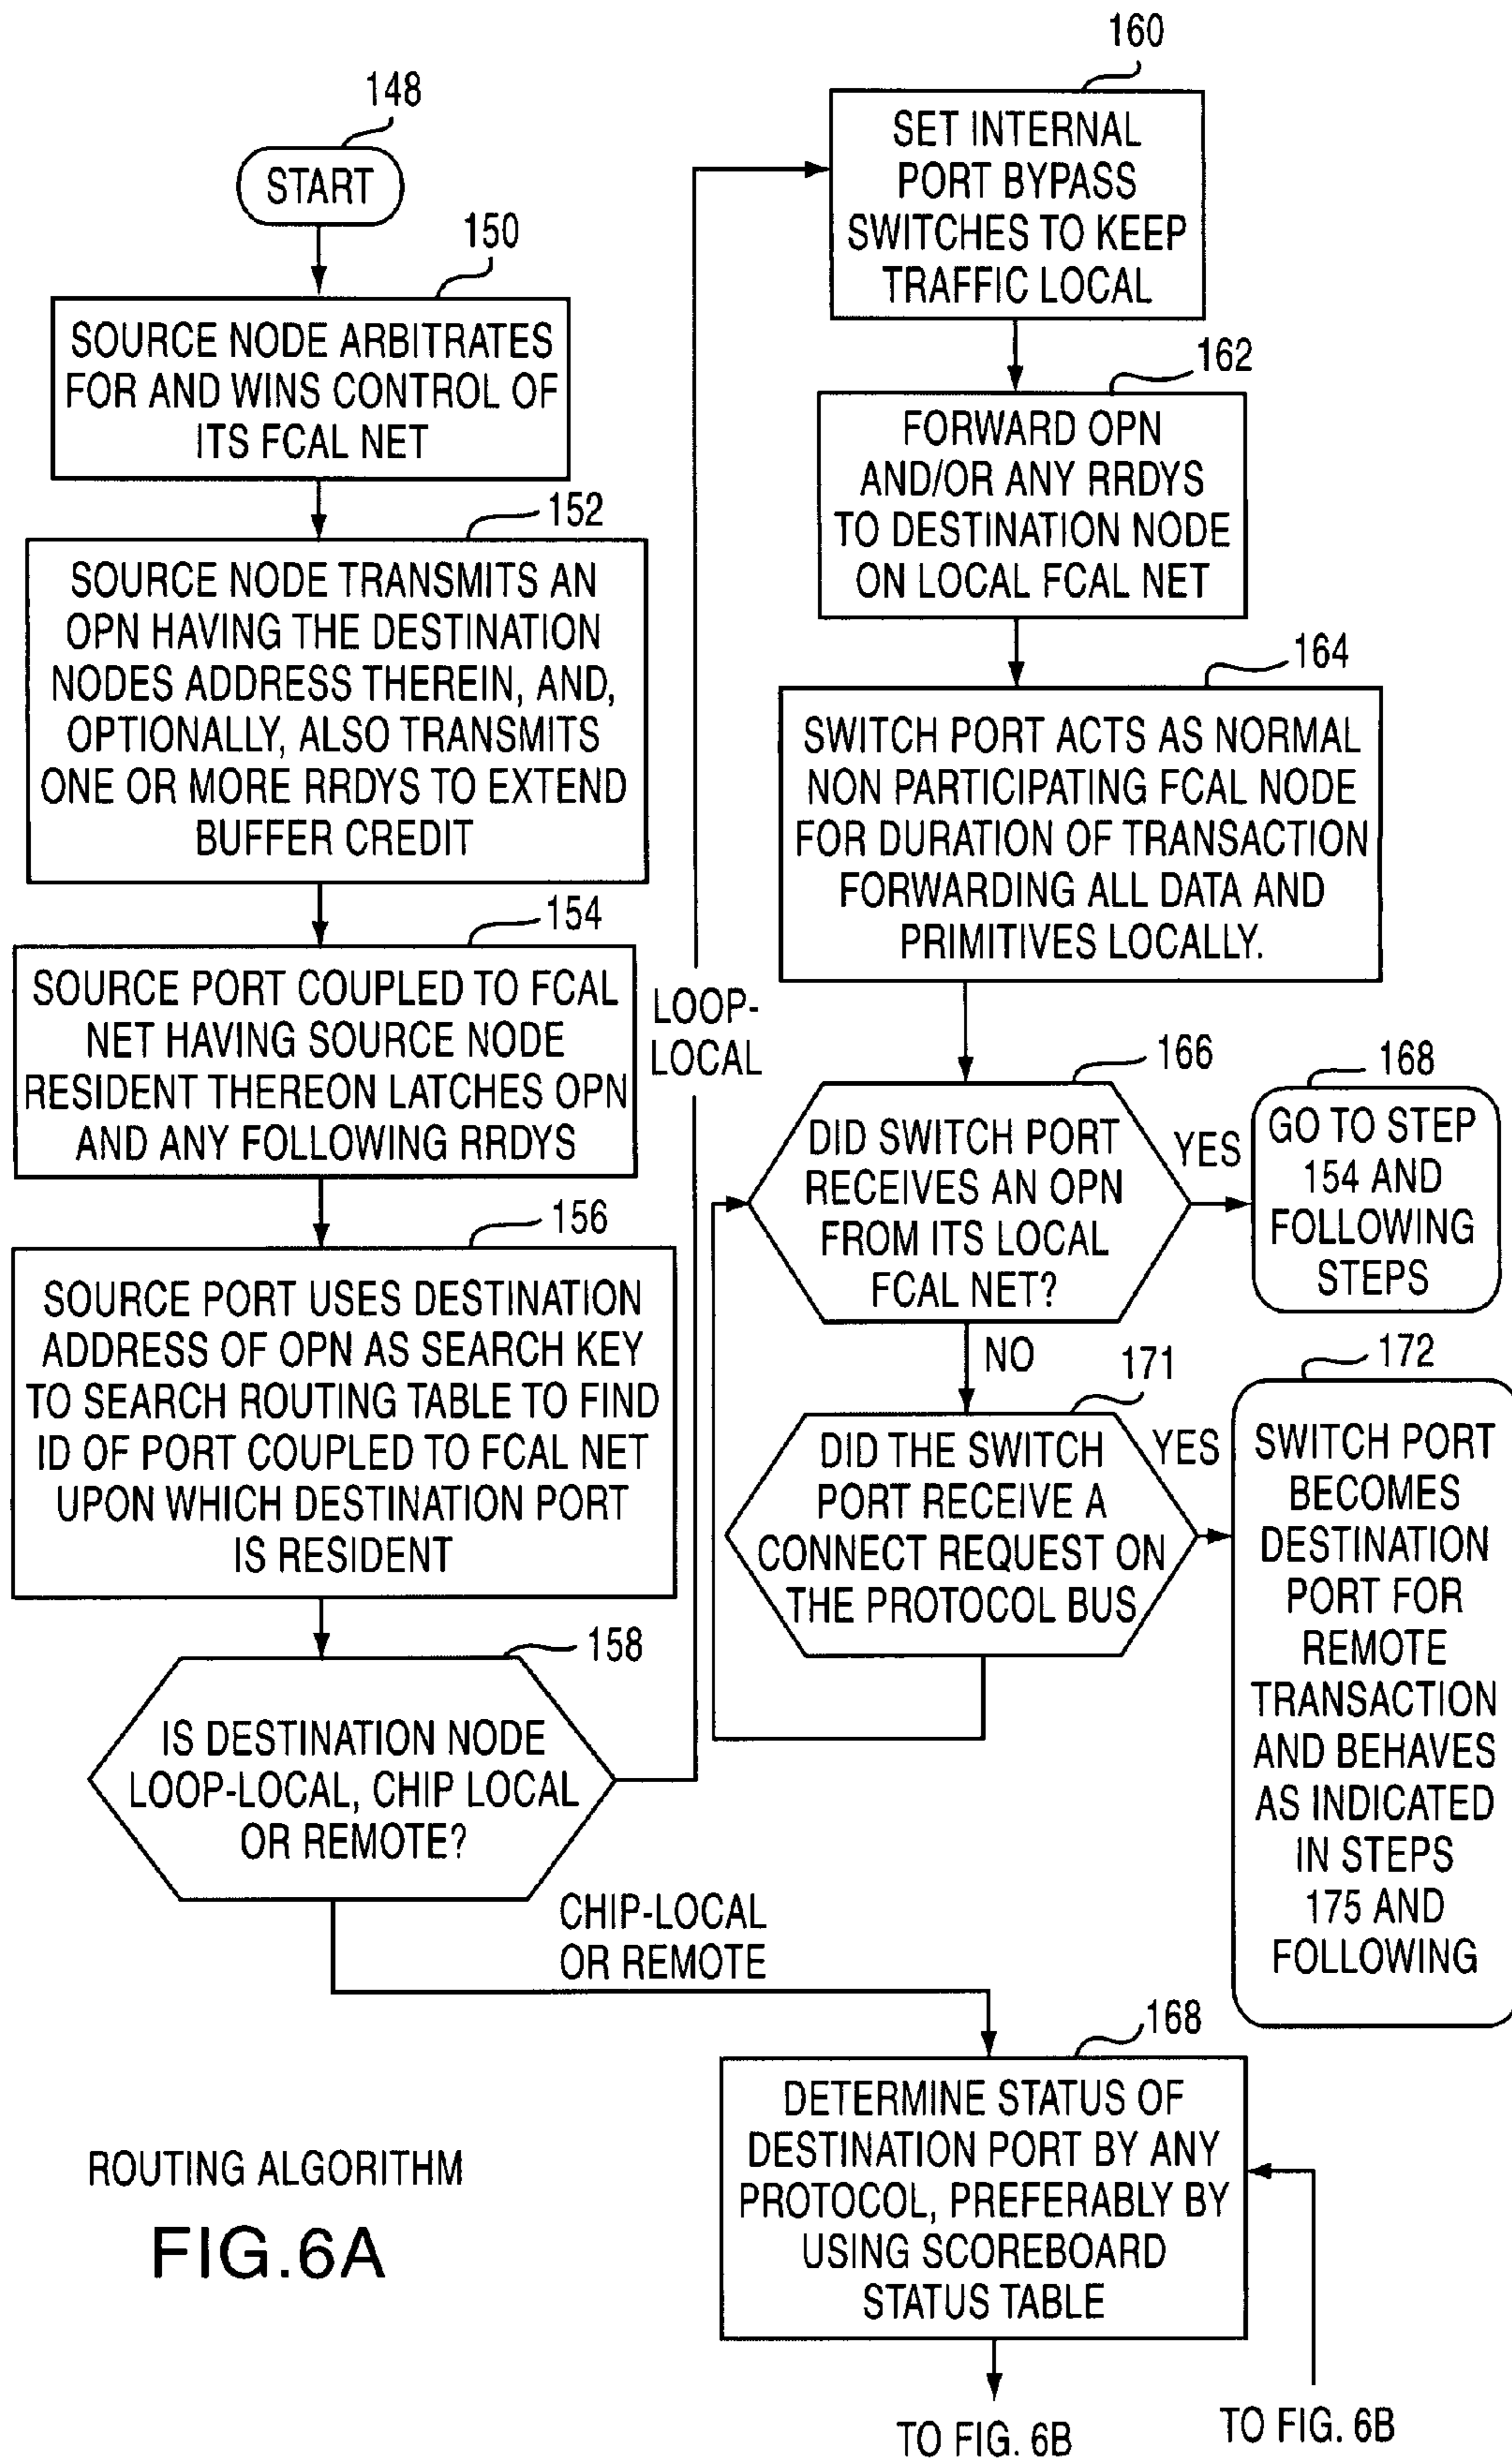 148
START
150
SOURCE NODE ARBITRATES
FOR AND WINS CONTROL OF
ITS FCAL NET
152
SOURCE NODE TRANSMITS AN
OPN HAVING THE DESTINATION
NODES ADDRESS THEREIN, AND,
OPTIONALLY, ALSO TRANSMITS
ONE OR MORE RRDYS TO EXTEND
BUFFER CREDIT
154
SOURCE PORT COUPLED TO FCAL
NET HAVING SOURCE NODE
RESIDENT THEREON LATCHES OPN
AND ANY FOLLOWING RRDYS
156
SOURCE PORT USES DESTINATION
ADDRESS OF OPN AS SEARCH KEY
TO SEARCH ROUTING TABLE TO FIND
ID OF PORT COUPLED TO FCAL NET
UPON WHICH DESTINATION PORT
IS RESIDENT
158
IS DESTINATION NODE
LOOP-LOCAL, CHIP LOCAL
OR REMOTE?
LOOP-
LOCAL
160
SET INTERNAL
PORT BYPASS
SWITCHES TO KEEP
TRAFFIC LOCAL
162
FORWARD OPN
AND/OR ANY RRDYS
TO DESTINATION NODE
ON LOCAL FCAL NET
164
SWITCH PORT ACTS AS NORMAL
NON PARTICIPATING FCAL NODE
FOR DURATION OF TRANSACTION
FORWARDING ALL DATA AND
PRIMITIVES LOCALLY.
166
DID SWITCH PORT
RECEIVES AN OPN
FROM ITS LOCAL
FCAL NET?
YES
168
GO TO STEP
154 AND
FOLLOWING
STEPS
NO
171
DID THE SWITCH
PORT RECEIVE A
CONNECT REQUEST ON
THE PROTOCOL BUS
YES
172
SWITCH PORT
BECOMES
DESTINATION
PORT FOR
REMOTE
TRANSACTION
AND BEHAVES
AS INDICATED
IN STEPS
175 AND
FOLLOWING
CHIP-LOCAL
OR REMOTE
168
DETERMINE STATUS OF
DESTINATION PORT BY ANY
PROTOCOL, PREFERABLY BY
USING SCOREBOARD
STATUS TABLE
TO FIG. 6B
TO FIG. 6B
ROUTING ALGORITHM
FIG.6A